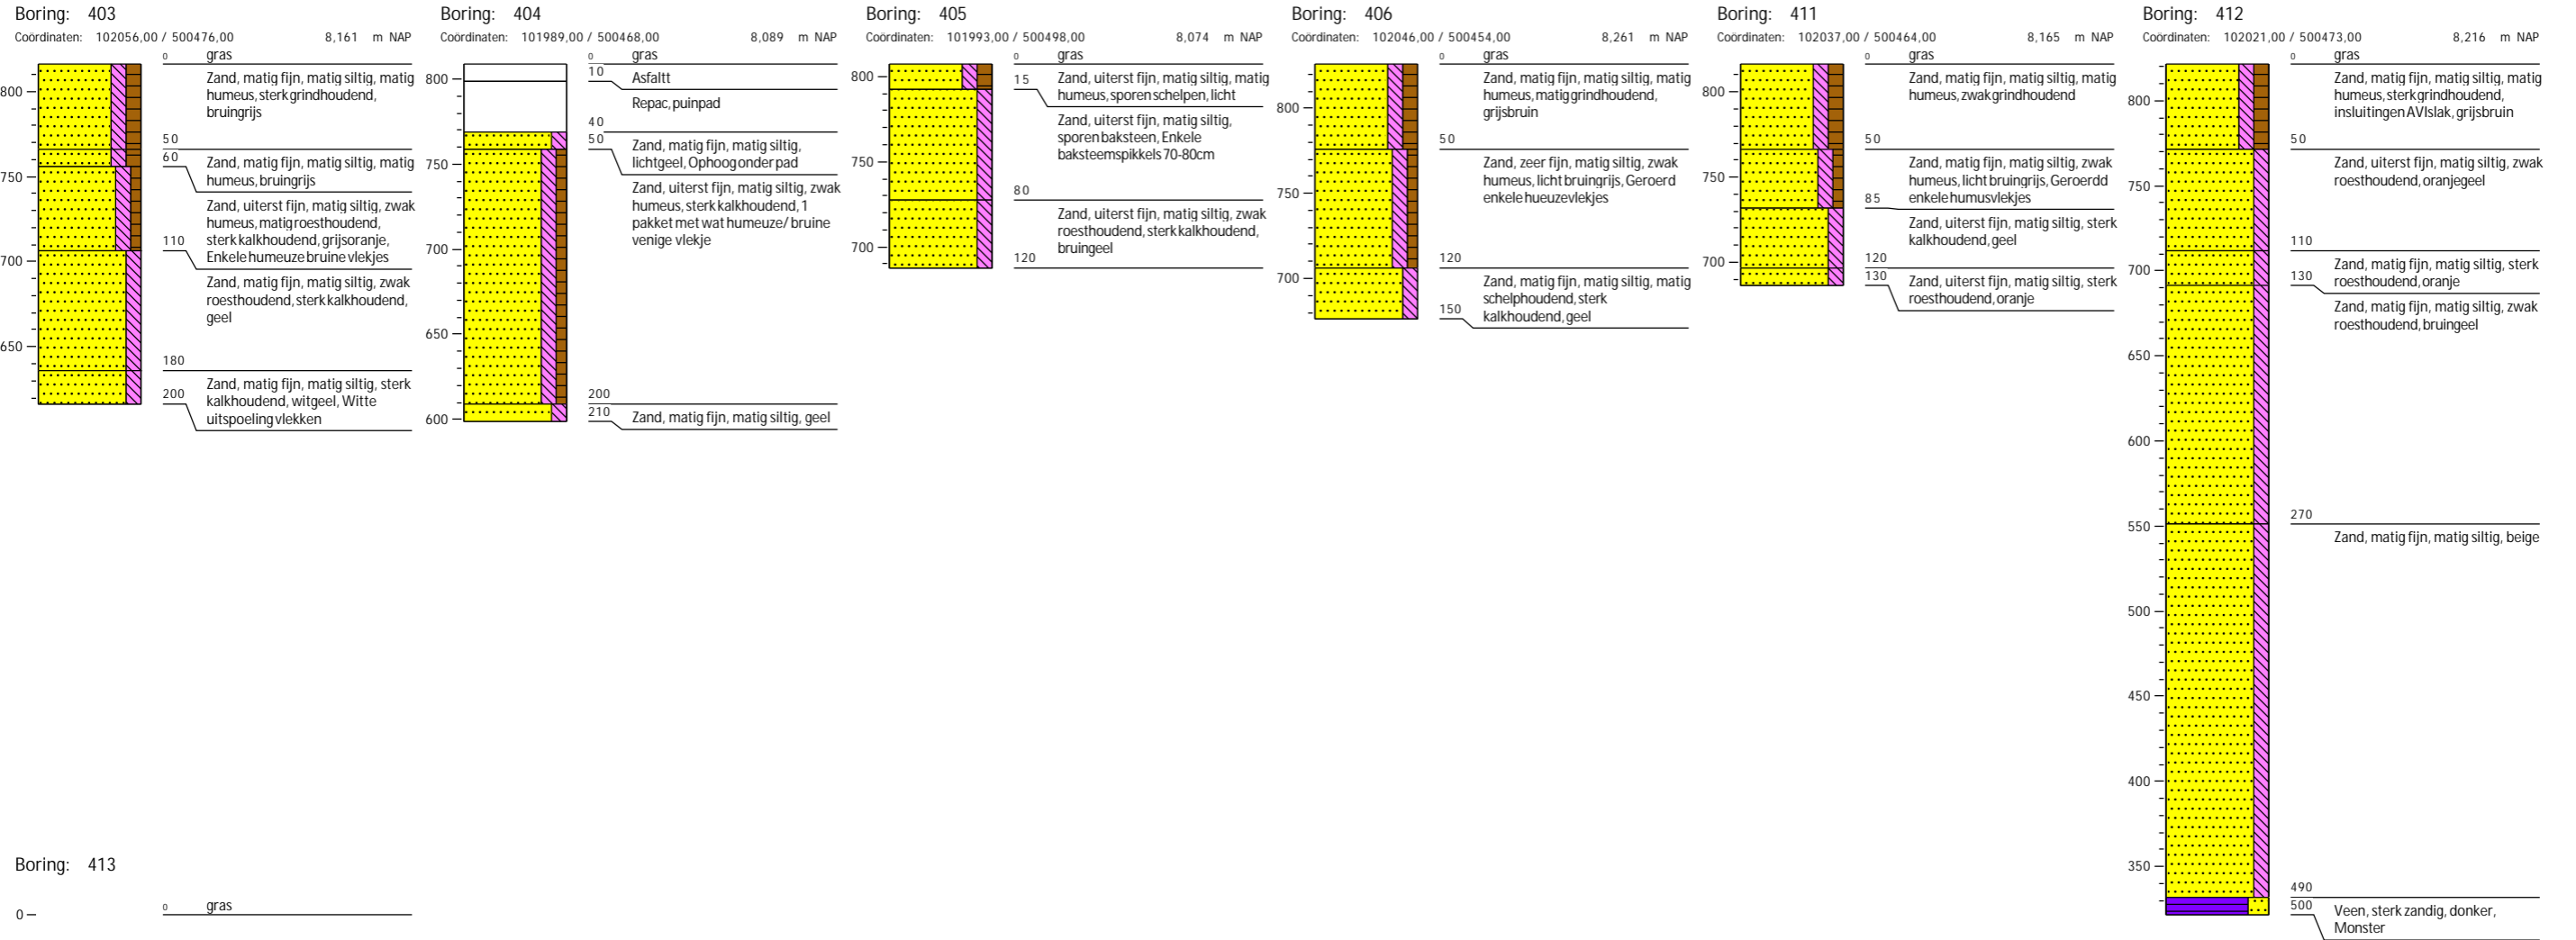 Boring: 403
Coördinaten: 102056,00 / 500476,00 8,161 m NAP
0 gras
Zand, matig fijn, matig siltig, matig
humeus, sterk grindhoudend,
bruingrijs
50
60
Zand, matig fijn, matig siltig, matig
humeus, bruingrijs
Zand, uiterst fijn, matig siltig, zwak
humeus, matig roesthoudend,
sterk kalkhoudend, grijsoranje,
Enkele humeuze bruine vlekjes
110
Zand, matig fijn, matig siltig, zwak
roesthoudend, sterk kalkhoudend,
geel
180
Zand, matig fijn, matig siltig, sterk
kalkhoudend, witgeel, Witte
uitspoeling vlekken
200
800
750
700
650
Boring: 404
Coördinaten: 101989,00 / 500468,00 8,089 m NAP
0 gras
10 Asfaltt
Repac, puinpad
40
50
Zand, matig fijn, matig siltig,
lichtgeel, Ophoog onder pad
Zand, uiterst fijn, matig siltig, zwak
humeus, sterk kalkhoudend, 1
pakket met wat humeuze/ bruine
venige vlekje
200
210 Zand, matig fijn, matig siltig, geel
800
750
700
650
600
Boring: 405
Coördinaten: 101993,00 / 500498,00 8,074 m NAP
0 gras
15 Zand, uiterst fijn, matig siltig, matig
humeus, sporen schelpen, licht
Zand, uiterst fijn, matig siltig,
sporen baksteen, Enkele
baksteemspikkels 70-80cm
80
Zand, uiterst fijn, matig siltig, zwak
roesthoudend, sterk kalkhoudend,
bruingeel
120
800
750
700
Boring: 406
Coördinaten: 102046,00 / 500454,00 8,261 m NAP
0 gras
Zand, matig fijn, matig siltig, matig
humeus, matig grindhoudend,
grijsbruin
50
Zand, zeer fijn, matig siltig, zwak
humeus, licht bruingrijs, Geroerd
enkele hueuzevlekjes
120
Zand, matig fijn, matig siltig, matig
schelphoudend, sterk
kalkhoudend, geel
150
800
750
700
Boring: 411
Coördinaten: 102037,00 / 500464,00 8,165 m NAP
0 gras
Zand, matig fijn, matig siltig, matig
humeus, zwak grindhoudend
50
Zand, matig fijn, matig siltig, zwak
humeus, licht bruingrijs, Geroerdd
enkele humusvlekjes
85
Zand, uiterst fijn, matig siltig, sterk
kalkhoudend, geel
120
130 Zand, uiterst fijn, matig siltig, sterk
roesthoudend, oranje
800
750
700
Boring: 412
Coördinaten: 102021,00 / 500473,00 8,216 m NAP
0 gras
Zand, matig fijn, matig siltig, matig
humeus, sterk grindhoudend,
insluitingen AVIslak, grijsbruin
50
Zand, uiterst fijn, matig siltig, zwak
roesthoudend, oranjegeel
110
Zand, matig fijn, matig siltig, sterk
roesthoudend, oranje
130
Zand, matig fijn, matig siltig, zwak
roesthoudend, bruingeel
270
Zand, matig fijn, matig siltig, beige
490
500 Veen, sterk zandig, donker,
Monster
800
750
700
650
600
550
500
450
400
350
Boring: 413
0
0 gras